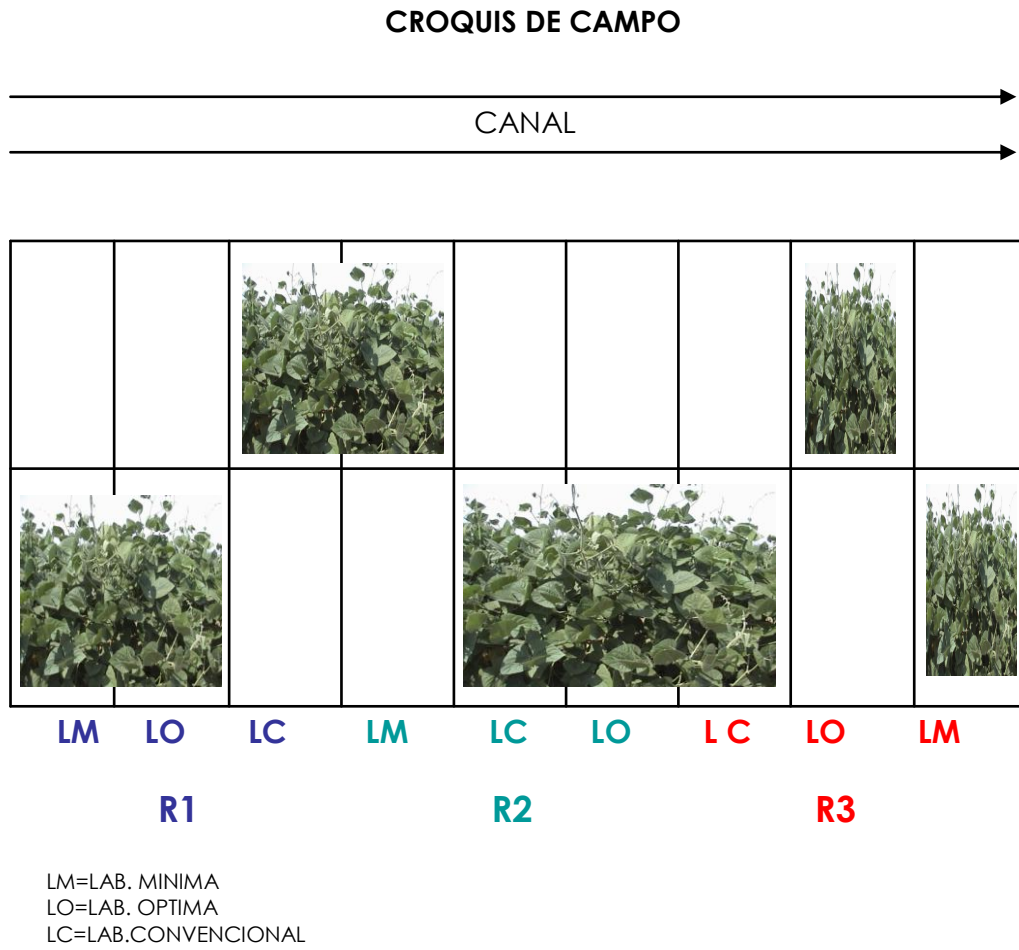 CROQUIS DE CAMPO
CANAL
LM LO LC LM LC LO L C LO LM
R1 R2 R3
LM=LAB. MINIMA
LO=LAB. OPTIMA
LC=LAB.CONVENCIONAL